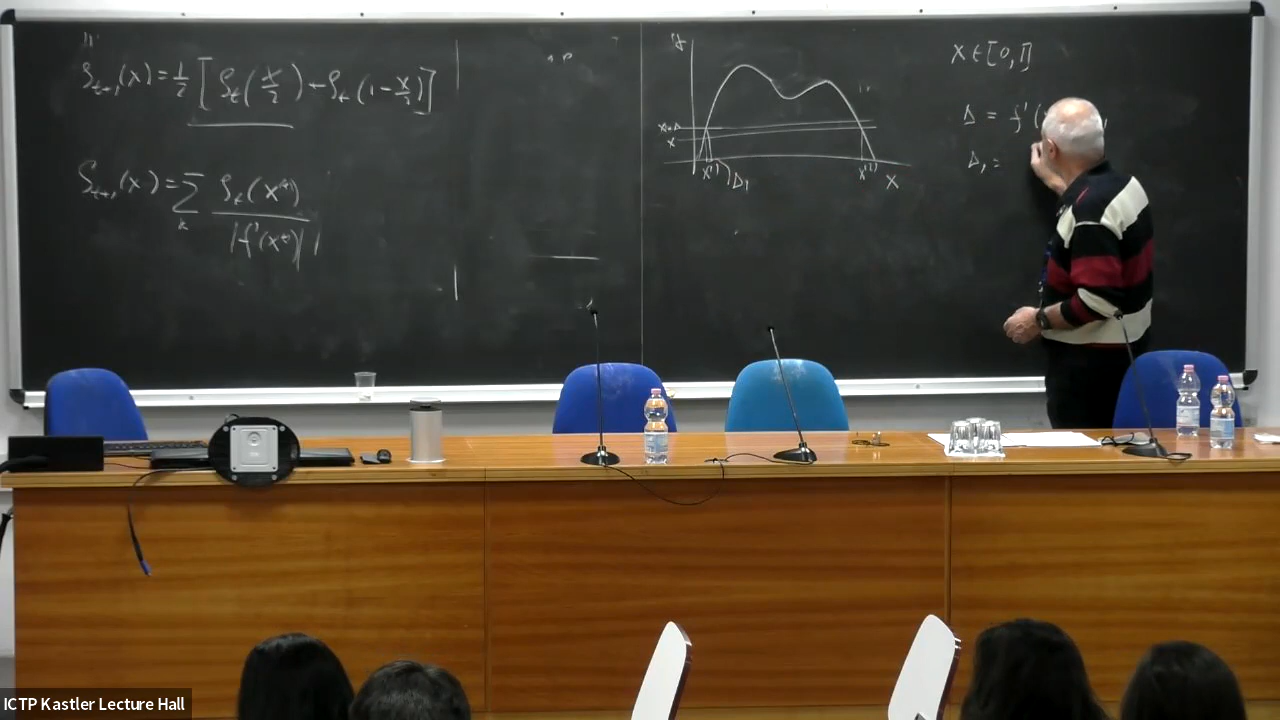 ρ_{t+1}(x) = 1/2 [ρ_t(x/2) + ρ_t(1 - x/2)]
ρ_{t+1}(x) = Σ_k ρ_t(x^(k)) / |f'(x^(k))|
y
x+Δ
x
x^(1) Δ_1
x^(2)
x
x ∈ [0,1]
Δ = f'(
Δ_1 =
ICTP Kastler Lecture Hall